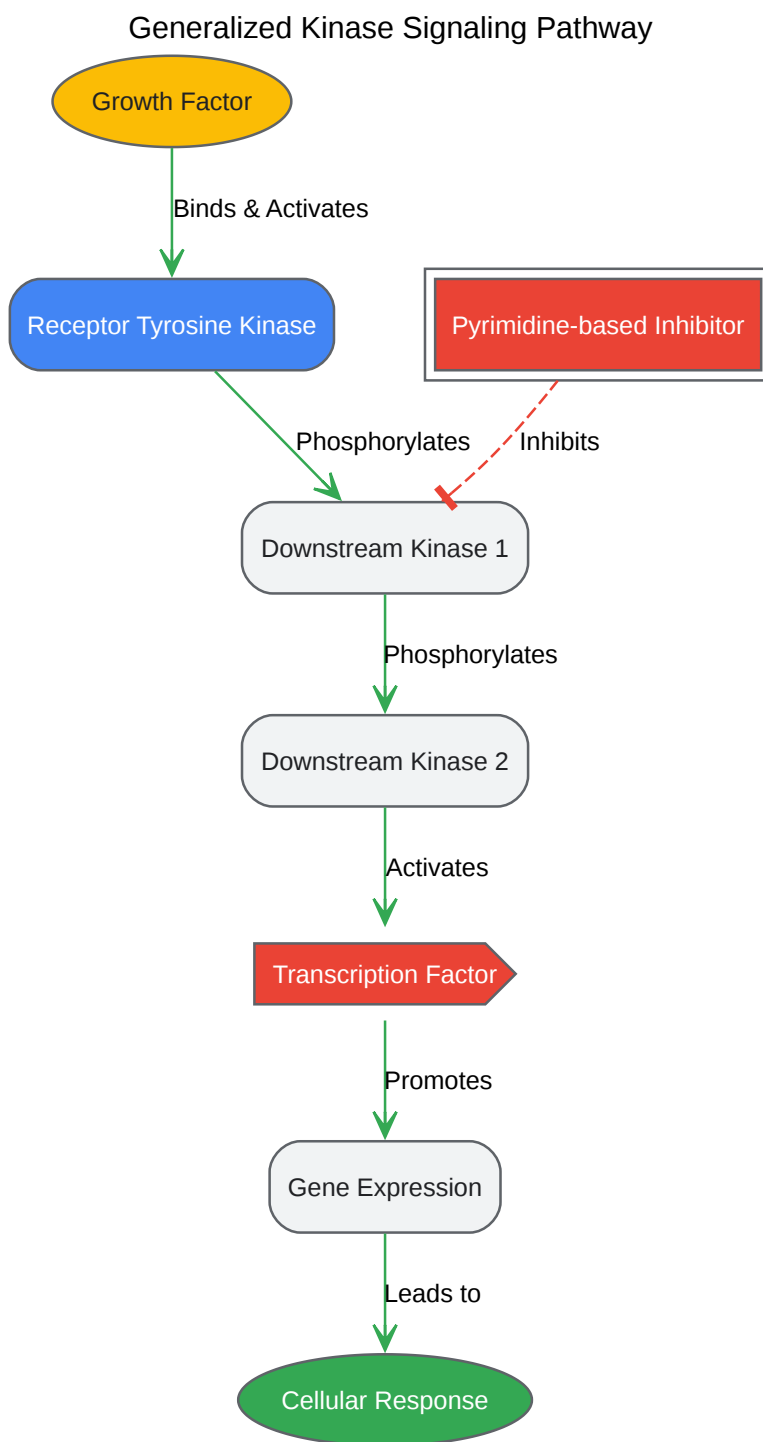 Generalized Kinase Signaling Pathway
Growth Factor
Binds & Activates
Receptor Tyrosine Kinase
Pyrimidine-based Inhibitor
Phosphorylates
Inhibits
Downstream Kinase 1
Phosphorylates
Downstream Kinase 2
Activates
Transcription Factor
Promotes
Gene Expression
Leads to
Cellular Response